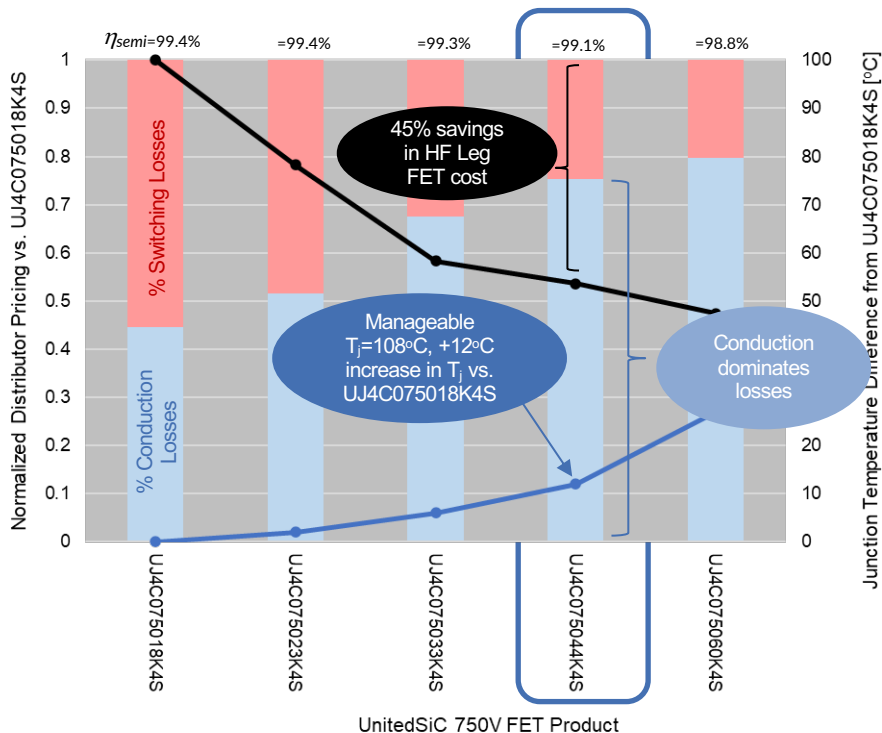 ηsemi=99.4%
=99.4%
=99.3%
=99.1%
=98.8%
Normalized Distributor Pricing vs. UJ4C075018K4S
1
0.9
0.8
0.7
0.6
0.5
0.4
0.3
0.2
0.1
0
% Switching Losses
% Conduction
Losses
45% savings
in HF Leg
FET cost
Manageable
Tj=108oC, +12oC
increase in Tj vs.
UJ4C075018K4S
Conduction
dominates
losses
100
90
80
70
60
50
20
10
0
Junction Temperature Difference from UJ4C075018K4S [oC]
UJ4C075018K4S
UJ4C075023K4S
UJ4C075033K4S
UJ4C075044K4S
UJ4C075060K4S
UnitedSiC 750V FET Product